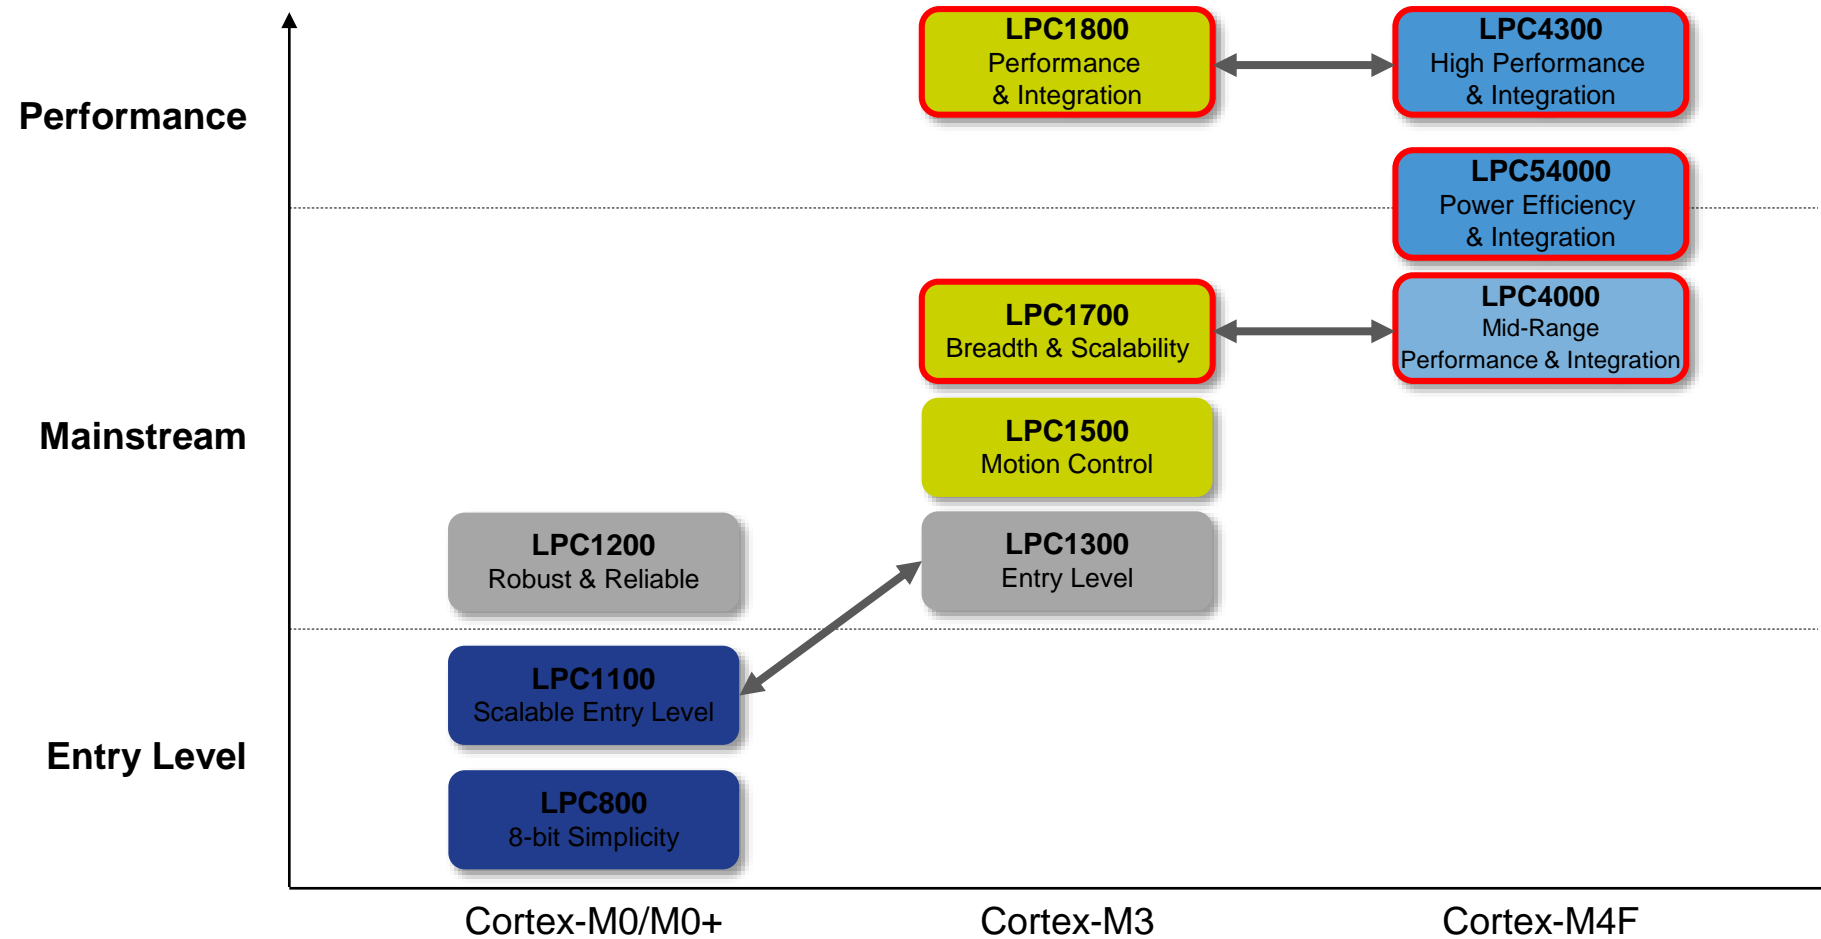 LPC1800
Performance
& Integration
LPC4300
High Performance
& Integration
Performance
LPC54000
Power Efficiency
& Integration
LPC1700
Breadth & Scalability
LPC4000
Mid-Range
Performance & Integration
Mainstream
LPC1500
Motion Control
LPC1200
Robust & Reliable
LPC1300
Entry Level
LPC1100
Scalable Entry Level
Entry Level
LPC800
8-bit Simplicity
Cortex-M0/M0+
Cortex-M3
Cortex-M4F